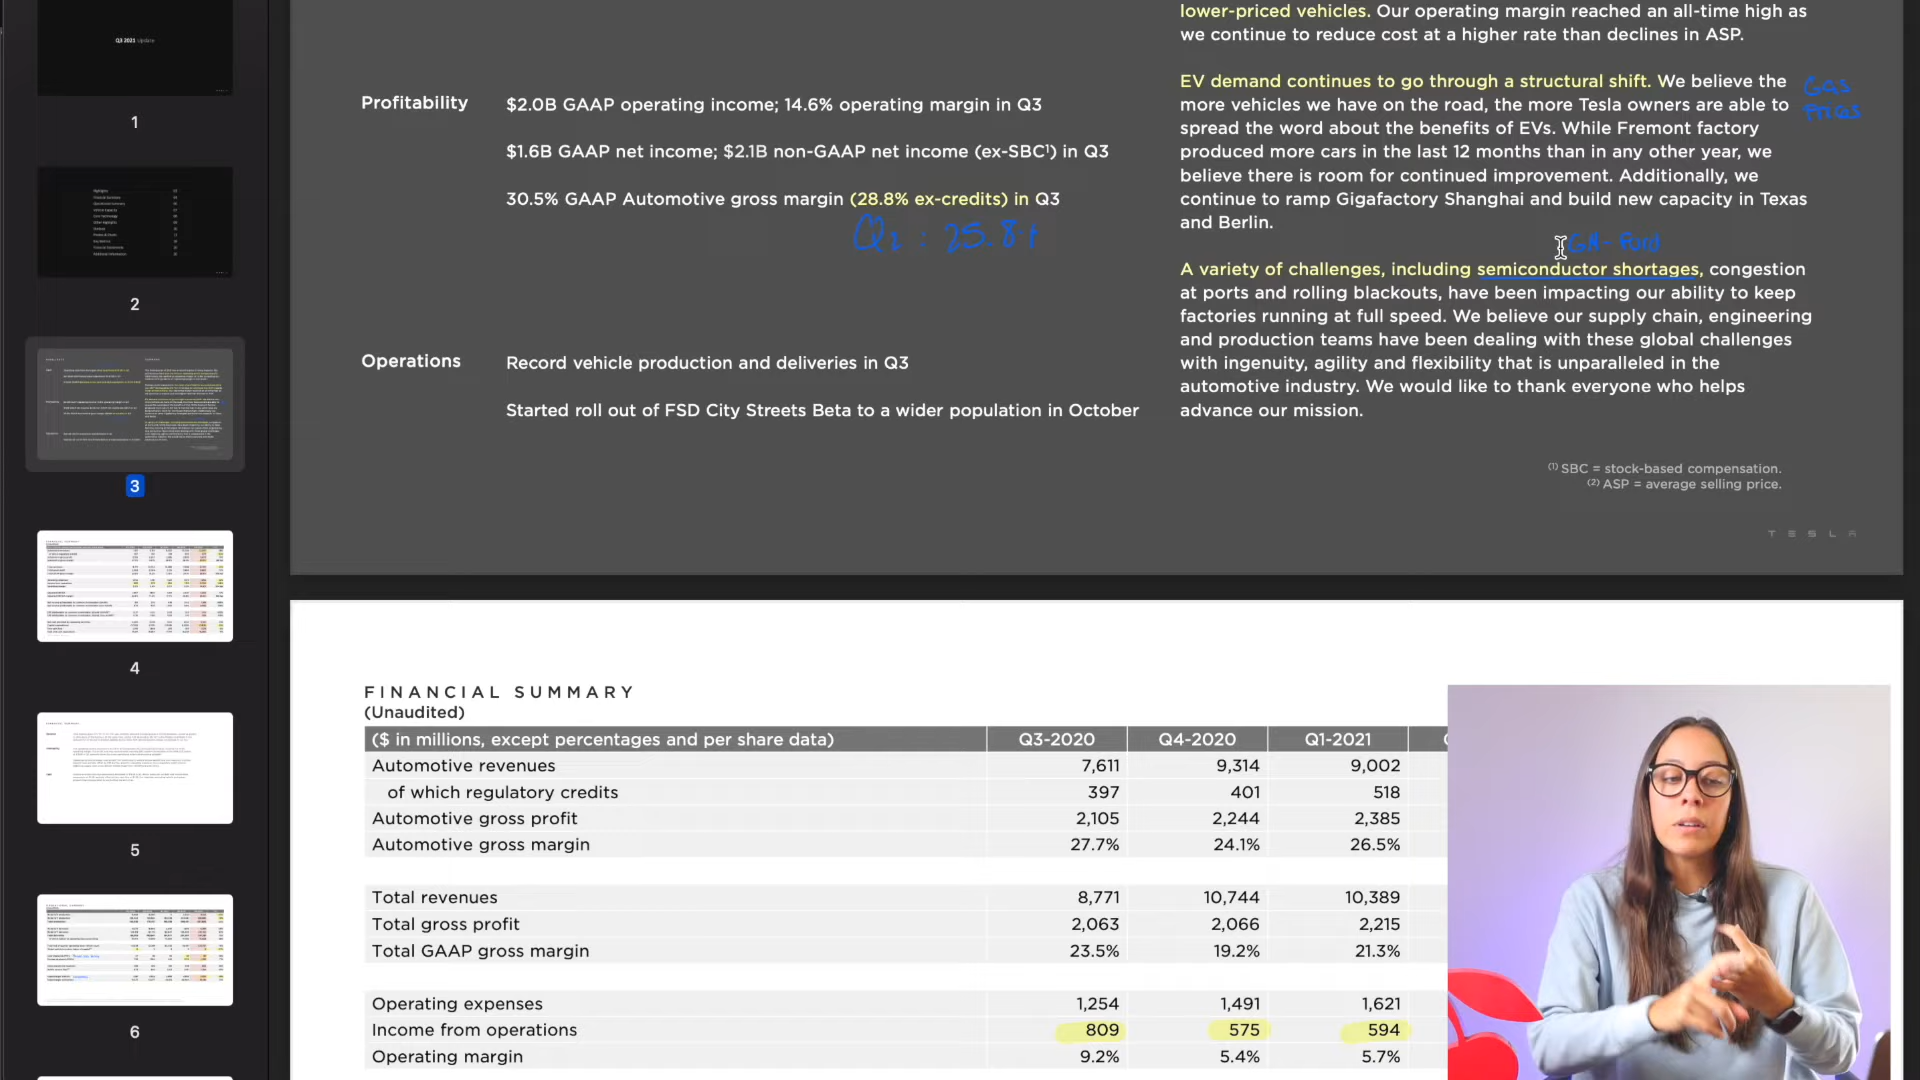 Q3 2021 Update
1
2
3
4
5
6
Profitability
$2.0B GAAP operating income; 14.6% operating margin in Q3
$1.6B GAAP net income; $2.1B non-GAAP net income (ex-SBC¹) in Q3
30.5% GAAP Automotive gross margin (28.8% ex-credits) in Q3
Q2 : 25.8%
Operations
Record vehicle production and deliveries in Q3
Started roll out of FSD City Streets Beta to a wider population in October
lower-priced vehicles. Our operating margin reached an all-time high as
we continue to reduce cost at a higher rate than declines in ASP.
EV demand continues to go through a structural shift. We believe the
more vehicles we have on the road, the more Tesla owners are able to
spread the word about the benefits of EVs. While Fremont factory
produced more cars in the last 12 months than in any other year, we
believe there is room for continued improvement. Additionally, we
continue to ramp Gigafactory Shanghai and build new capacity in Texas
and Berlin.
Gas
Prices
GM - Ford
A variety of challenges, including semiconductor shortages, congestion
at ports and rolling blackouts, have been impacting our ability to keep
factories running at full speed. We believe our supply chain, engineering
and production teams have been dealing with these global challenges
with ingenuity, agility and flexibility that is unparalleled in the
automotive industry. We would like to thank everyone who helps
advance our mission.
(1) SBC = stock-based compensation.
(2) ASP = average selling price.
TESLA
FINANCIAL SUMMARY
(Unaudited)
($ in millions, except percentages and per share data) Q3-2020 Q4-2020 Q1-2021
Automotive revenues 7,611 9,314 9,002
of which regulatory credits 397 401 518
Automotive gross profit 2,105 2,244 2,385
Automotive gross margin 27.7% 24.1% 26.5%
Total revenues 8,771 10,744 10,389
Total gross profit 2,063 2,066 2,215
Total GAAP gross margin 23.5% 19.2% 21.3%
Operating expenses 1,254 1,491 1,621
Income from operations 809 575 594
Operating margin 9.2% 5.4% 5.7%